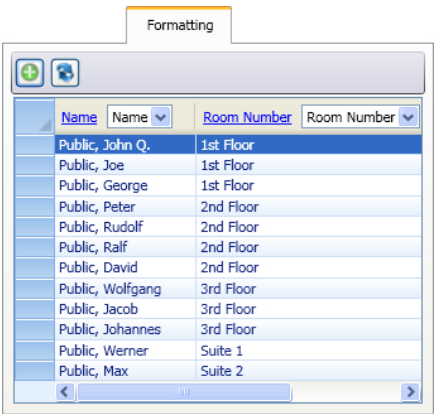 Formatting
Name Name Room Number Room Number
Public, John Q. 1st Floor
Public, Joe 1st Floor
Public, George 1st Floor
Public, Peter 2nd Floor
Public, Rudolf 2nd Floor
Public, Ralf 2nd Floor
Public, David 2nd Floor
Public, Wolfgang 3rd Floor
Public, Jacob 3rd Floor
Public, Johannes 3rd Floor
Public, Werner Suite 1
Public, Max Suite 2